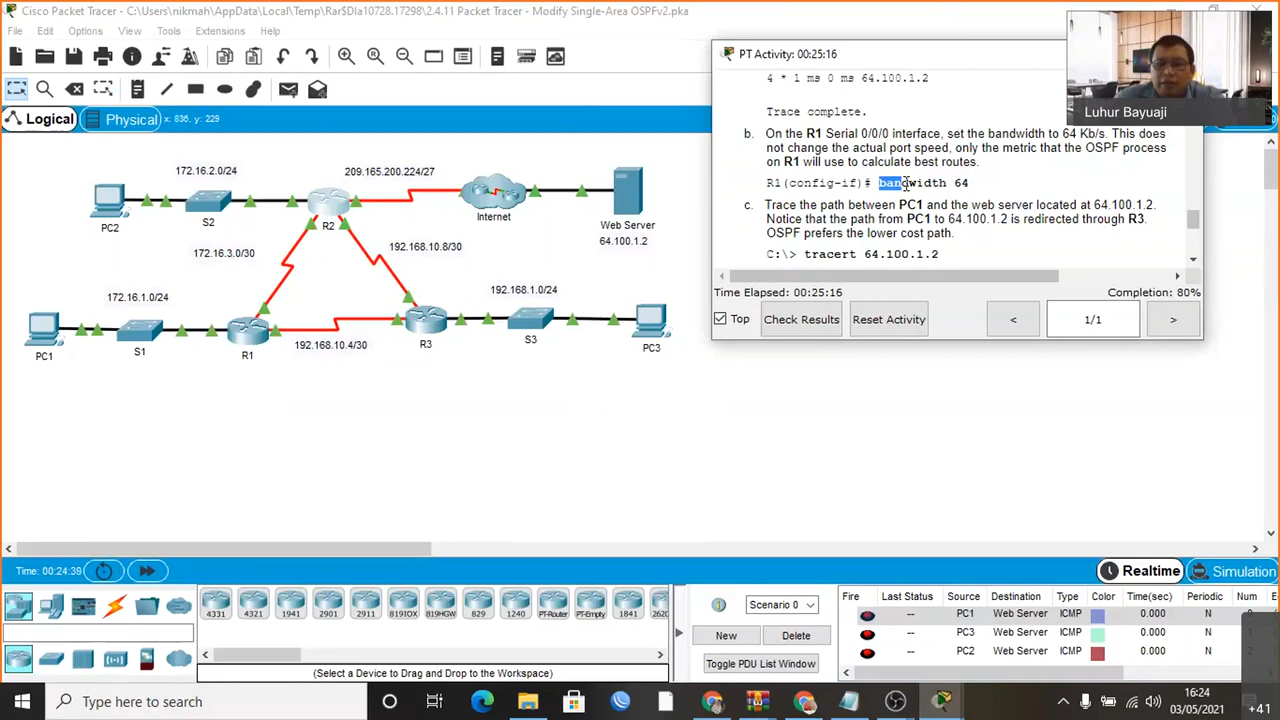 Cisco Packet Tracer - C:\Users\nikmah\AppData\Local\Temp\Rar$DIa10728.17298\2.4.11 Packet Tracer - Modify Single-Area OSPFv2.pka
File Edit Options View Tools Extensions Window Help
Logical Physical x: 836, y: 229
172.16.2.0/24
209.165.200.224/27
PC2
S2
R2
Internet
Web Server
64.100.1.2
172.16.3.0/30
192.168.10.8/30
172.16.1.0/24
192.168.1.0/24
PC1
S1
R1
192.168.10.4/30
R3
S3
PC3
PT Activity: 00:25:16
4 * 1 ms 0 ms 64.100.1.2
Trace complete.
b. On the R1 Serial 0/0/0 interface, set the bandwidth to 64 Kb/s. This does
not change the actual port speed, only the metric that the OSPF process
on R1 will use to calculate best routes.
R1(config-if)# bandwidth 64
c. Trace the path between PC1 and the web server located at 64.100.1.2.
Notice that the path from PC1 to 64.100.1.2 is redirected through R3.
OSPF prefers the lower cost path.
C:\> tracert 64.100.1.2
Time Elapsed: 00:25:16 Completion: 80%
Top Check Results Reset Activity < 1/1 >
Luhur Bayuaji
Time: 00:24:39 Realtime Simulation
4331 4321 1941 2901 2911 819IOX 819HGW 829 1240 PT-Router PT-Empty 1841 2620
(Select a Device to Drag and Drop to the Workspace)
Scenario 0
New Delete
Toggle PDU List Window
Fire Last Status Source Destination Type Color Time(sec) Periodic Num
-- PC1 Web Server ICMP 0.000 N 0
-- PC3 Web Server ICMP 0.000 N 1
-- PC2 Web Server ICMP 0.000 N
Type here to search
16:24
03/05/2021
+41